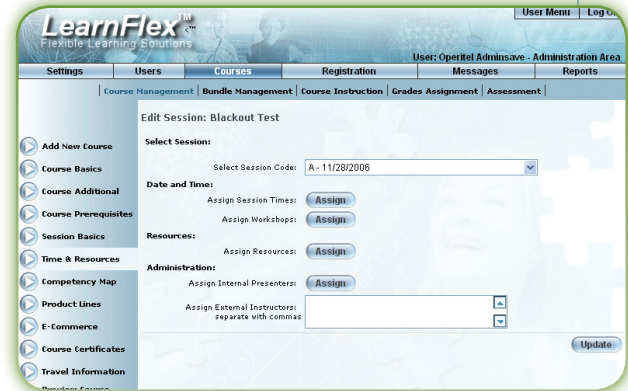 User Menu | Log O
LearnFlex™
Flexible Learning Solutions
User: Operitel Adminsave - Administration Area
Settings Users Courses Registration Messages Reports
| Course Management | Bundle Management | Course Instruction | Grades Assignment | Assessment |
Edit Session: Blackout Test
Select Session:
Select Session Code: A - 11/28/2006
Date and Time:
Assign Session Times: Assign
Assign Workshops: Assign
Resources:
Assign Resources: Assign
Administration:
Assign Internal Presenters: Assign
Assign External Instructors:
separate with commas
Update
Add New Course
Course Basics
Course Additional
Course Prerequisites
Session Basics
Time & Resources
Competency Map
Product Lines
E-Commerce
Course Certificates
Travel Information
Preview Course